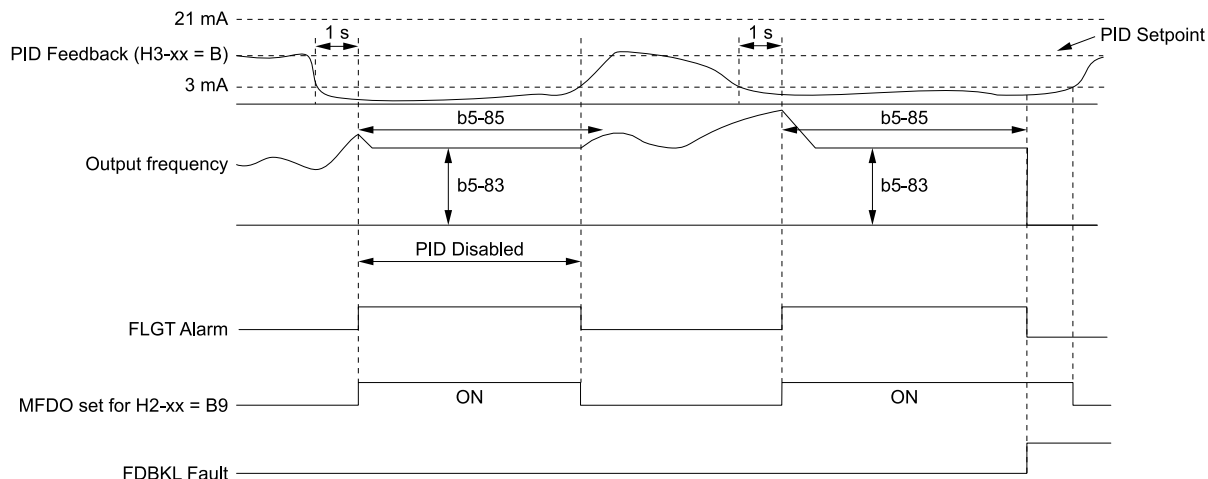 21 mA
1 s
1 s
PID Setpoint
PID Feedback (H3-xx = B)
3 mA
b5-85
b5-85
Output frequency
b5-83
b5-83
PID Disabled
FLGT Alarm
MFDO set for H2-xx = B9
ON
ON
FDBKL Fault